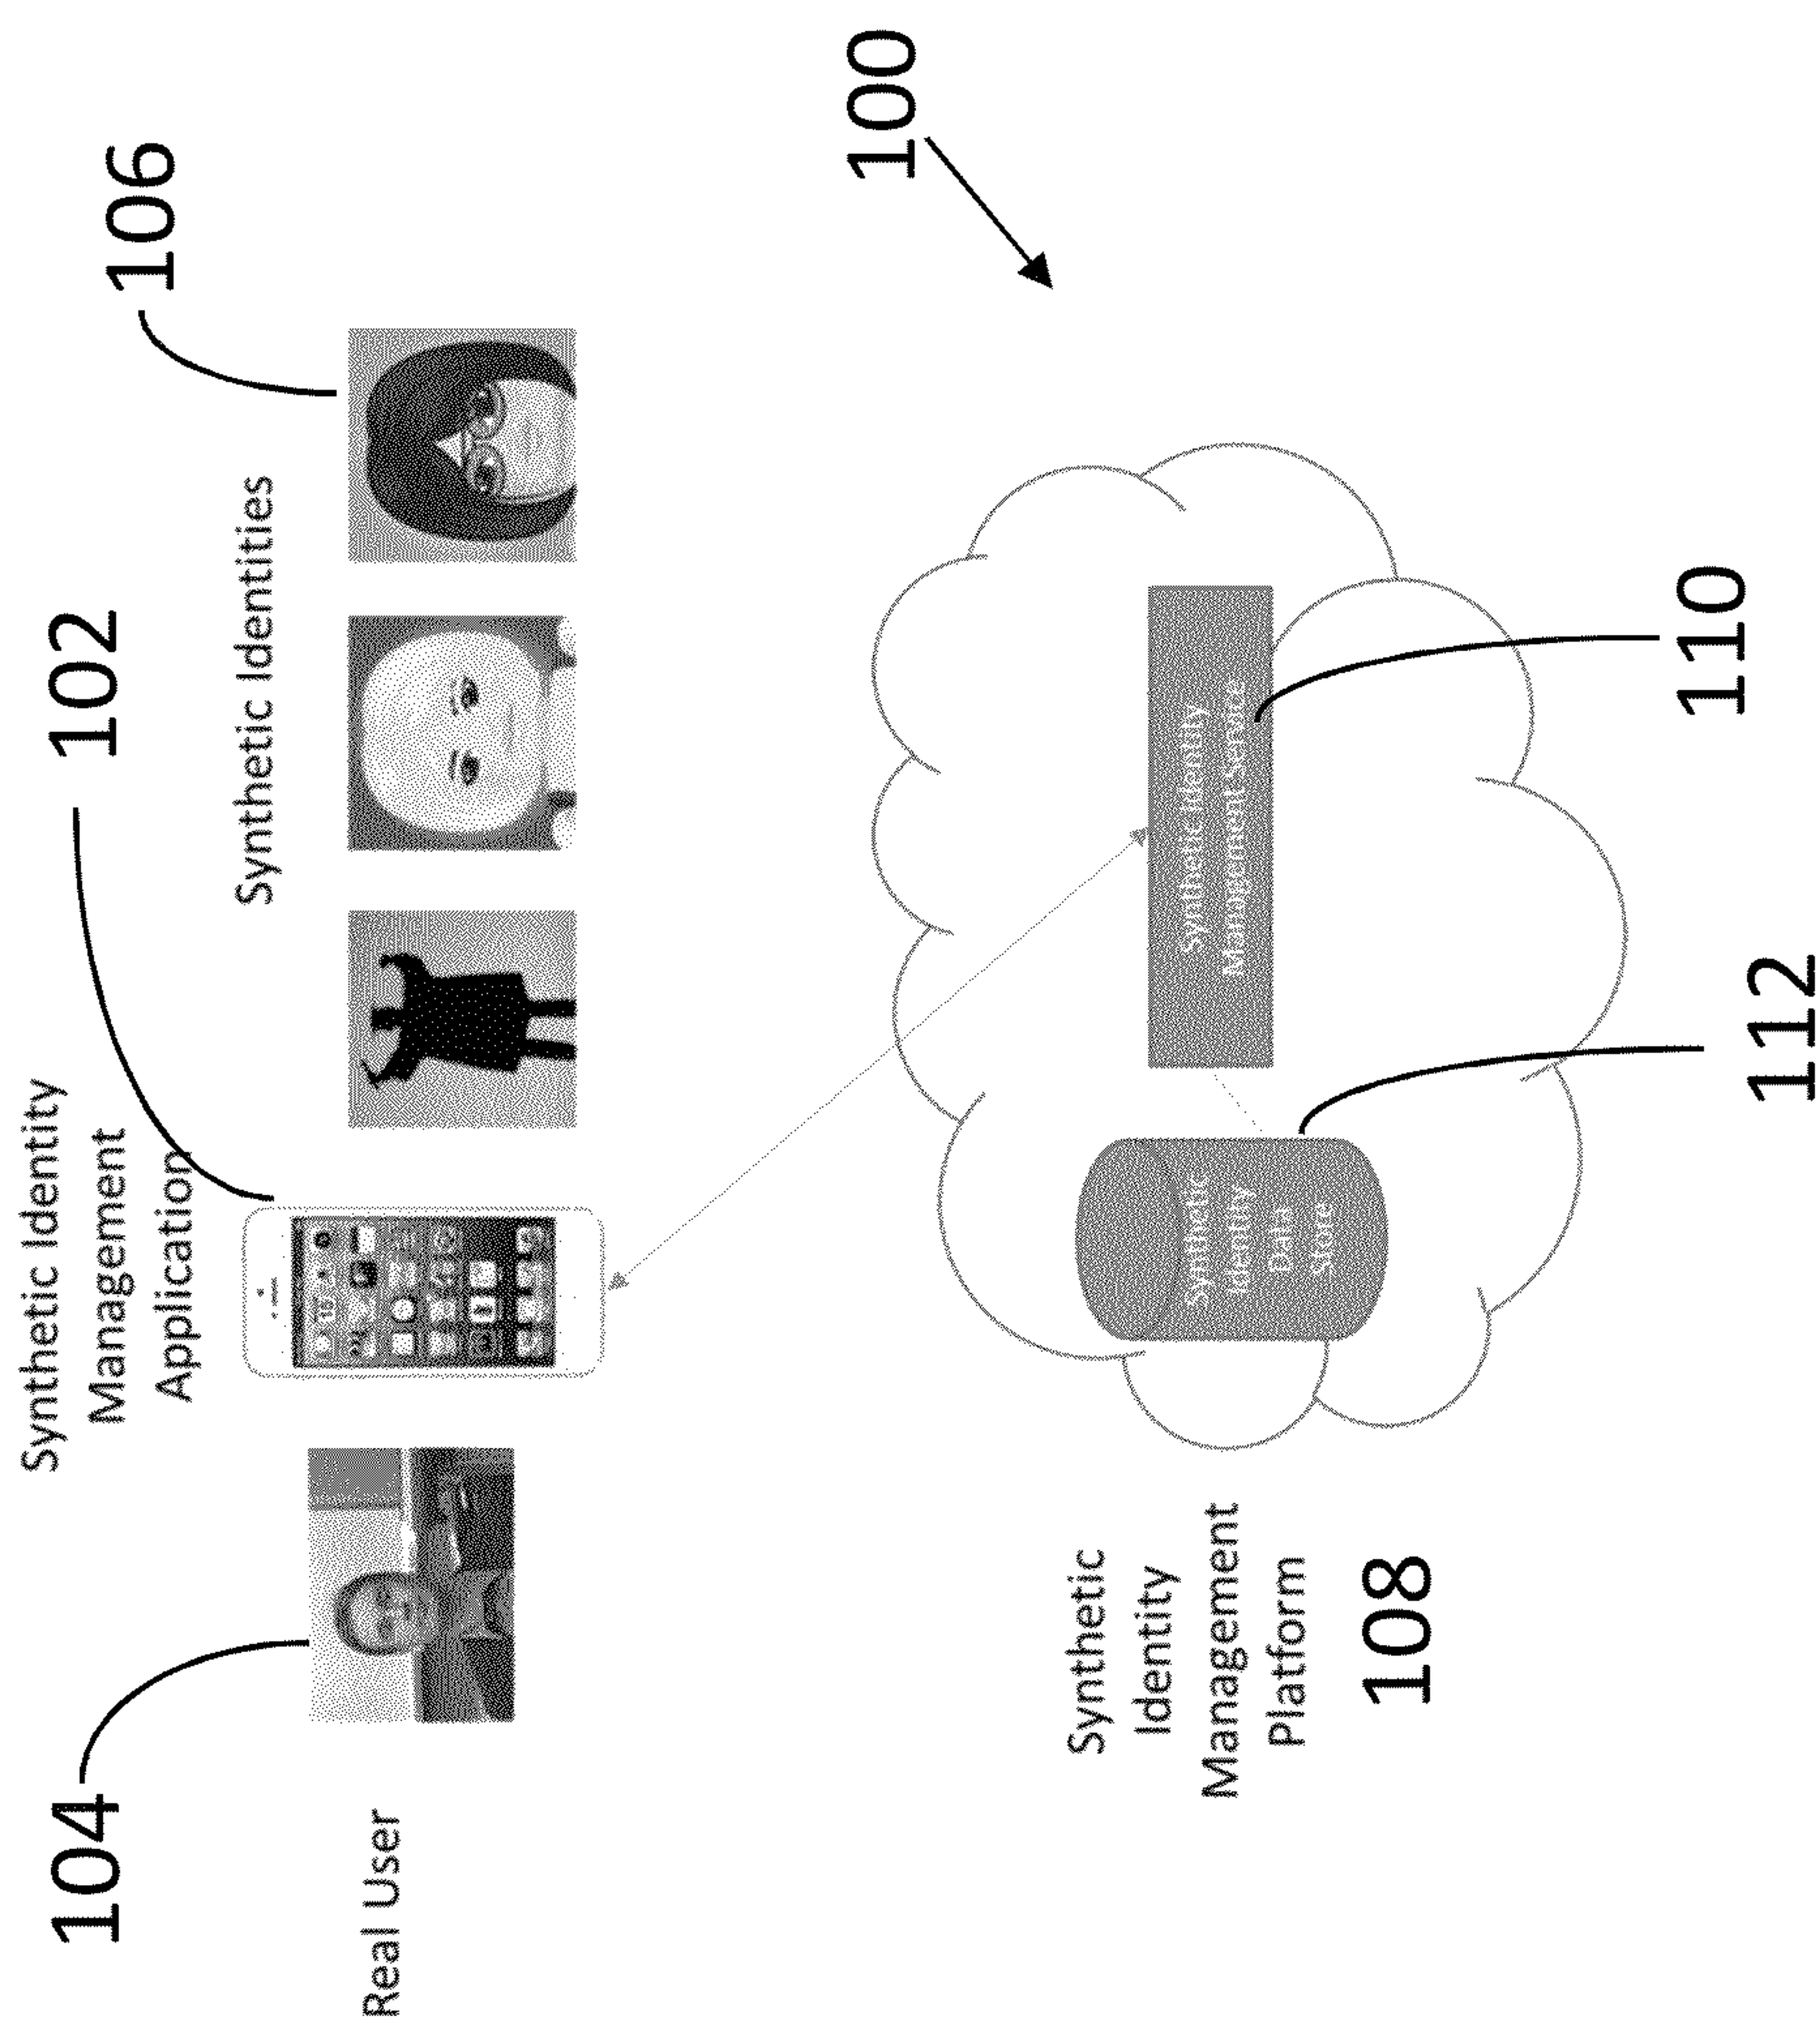 102
106
Synthetic Identity
Management
Application
104
Synthetic Identities
Real User
100
Synthetic
Identity
Management
Platform
108
Synthetic
Identity
Data
Store
Synthetic Identity
Management Service
112
110